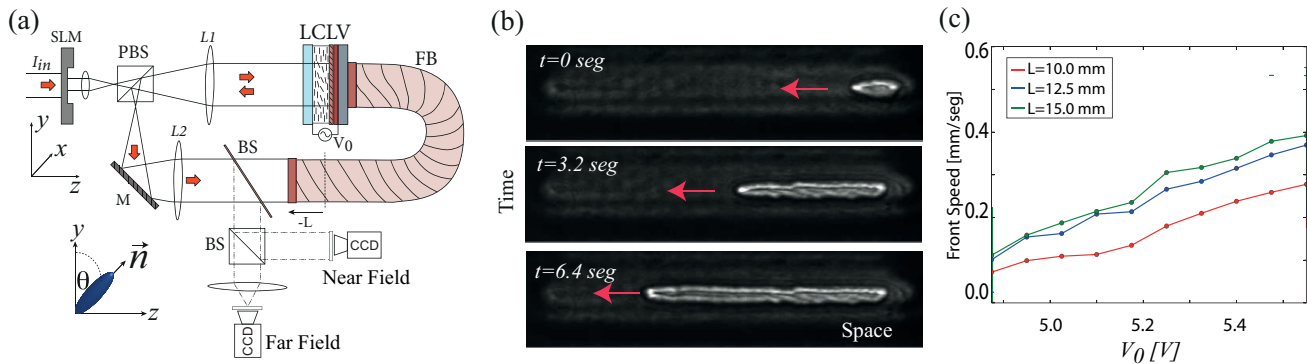 (a)
SLM
I_in
PBS
L1
LCLV
FB
V_0
y
x
z
M
L2
BS
-L
BS
CCD
Near Field
CCD
Far Field
y
θ
n⃗
z
(b)
Time
t=0 seg
t=3.2 seg
t=6.4 seg
Space
(c)
Front Speed [mm/seg]
0.6
0.4
0.2
0.0
L=10.0 mm
L=12.5 mm
L=15.0 mm
5.0
5.2
5.4
V_0 [V]